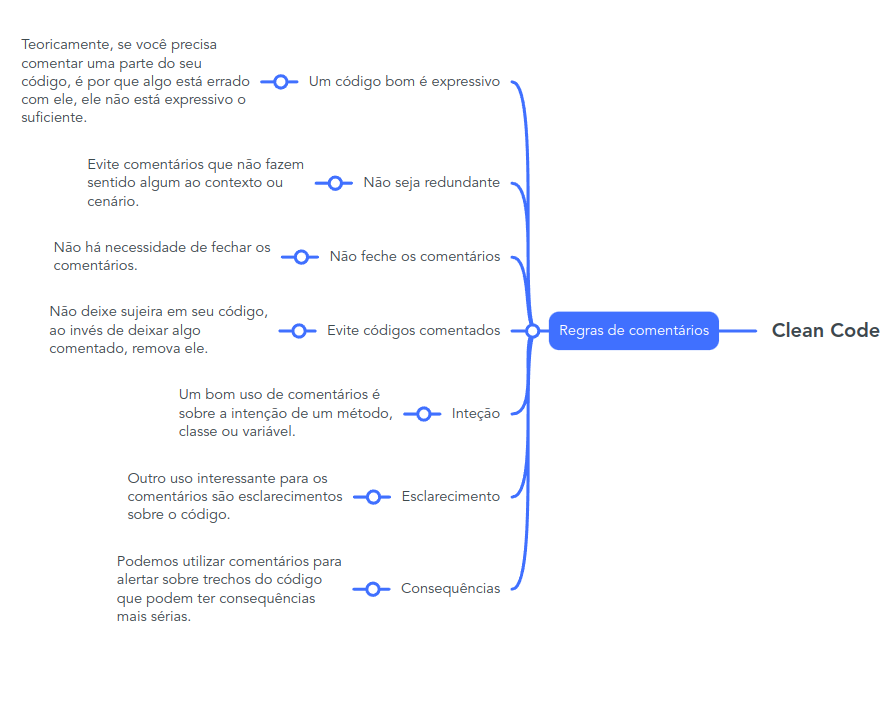 Teoricamente, se você precisa
comentar uma parte do seu
código, é por que algo está errado
com ele, ele não está expressivo o
suficiente.
Um código bom é expressivo
Evite comentários que não fazem
sentido algum ao contexto ou
cenário.
Não seja redundante
Não há necessidade de fechar os
comentários.
Não feche os comentários
Não deixe sujeira em seu código,
ao invés de deixar algo
comentado, remova ele.
Evite códigos comentados
Regras de comentários
Clean Code
Um bom uso de comentários é
sobre a intenção de um método,
classe ou variável.
Inteção
Outro uso interessante para os
comentários são esclarecimentos
sobre o código.
Esclarecimento
Podemos utilizar comentários para
alertar sobre trechos do código
que podem ter consequências
mais sérias.
Consequências